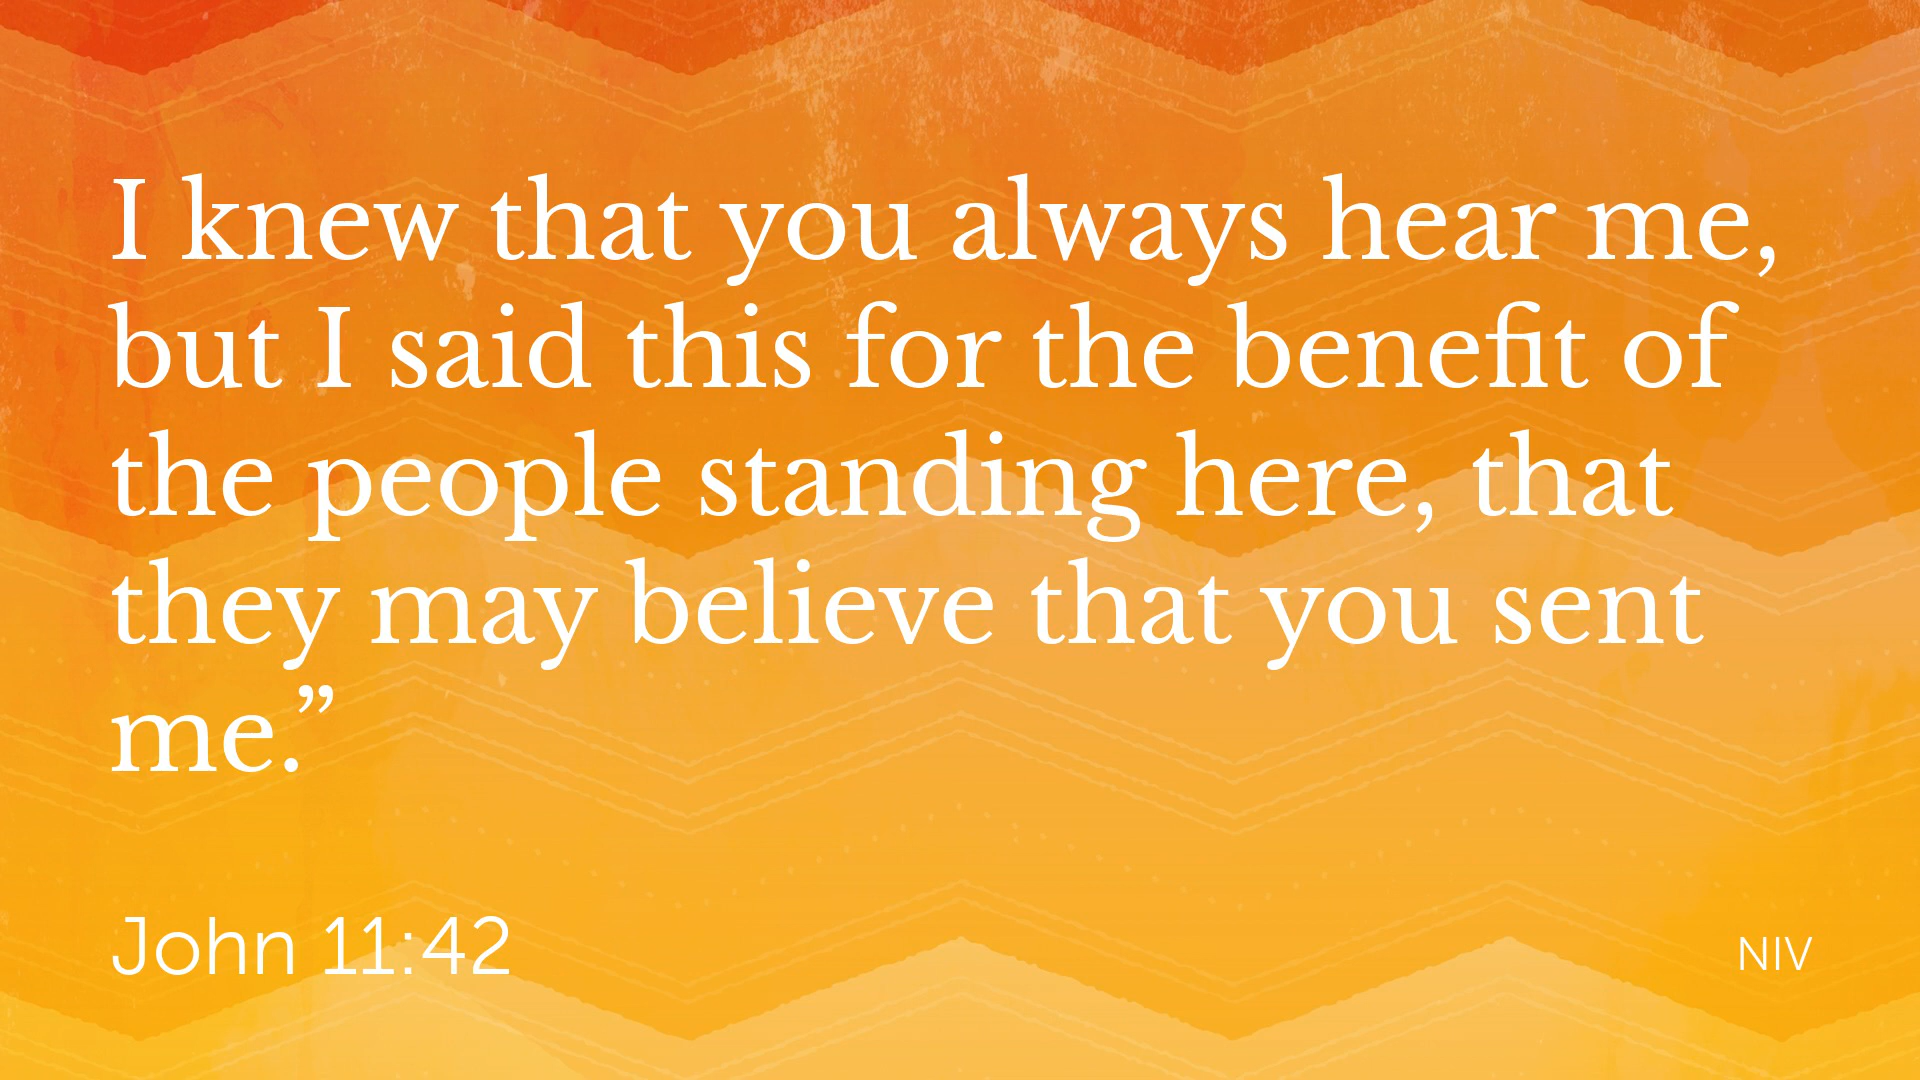 I knew that you always hear me,
but I said this for the benefit of
the people standing here, that
they may believe that you sent
me.”
John 11:42
NIV